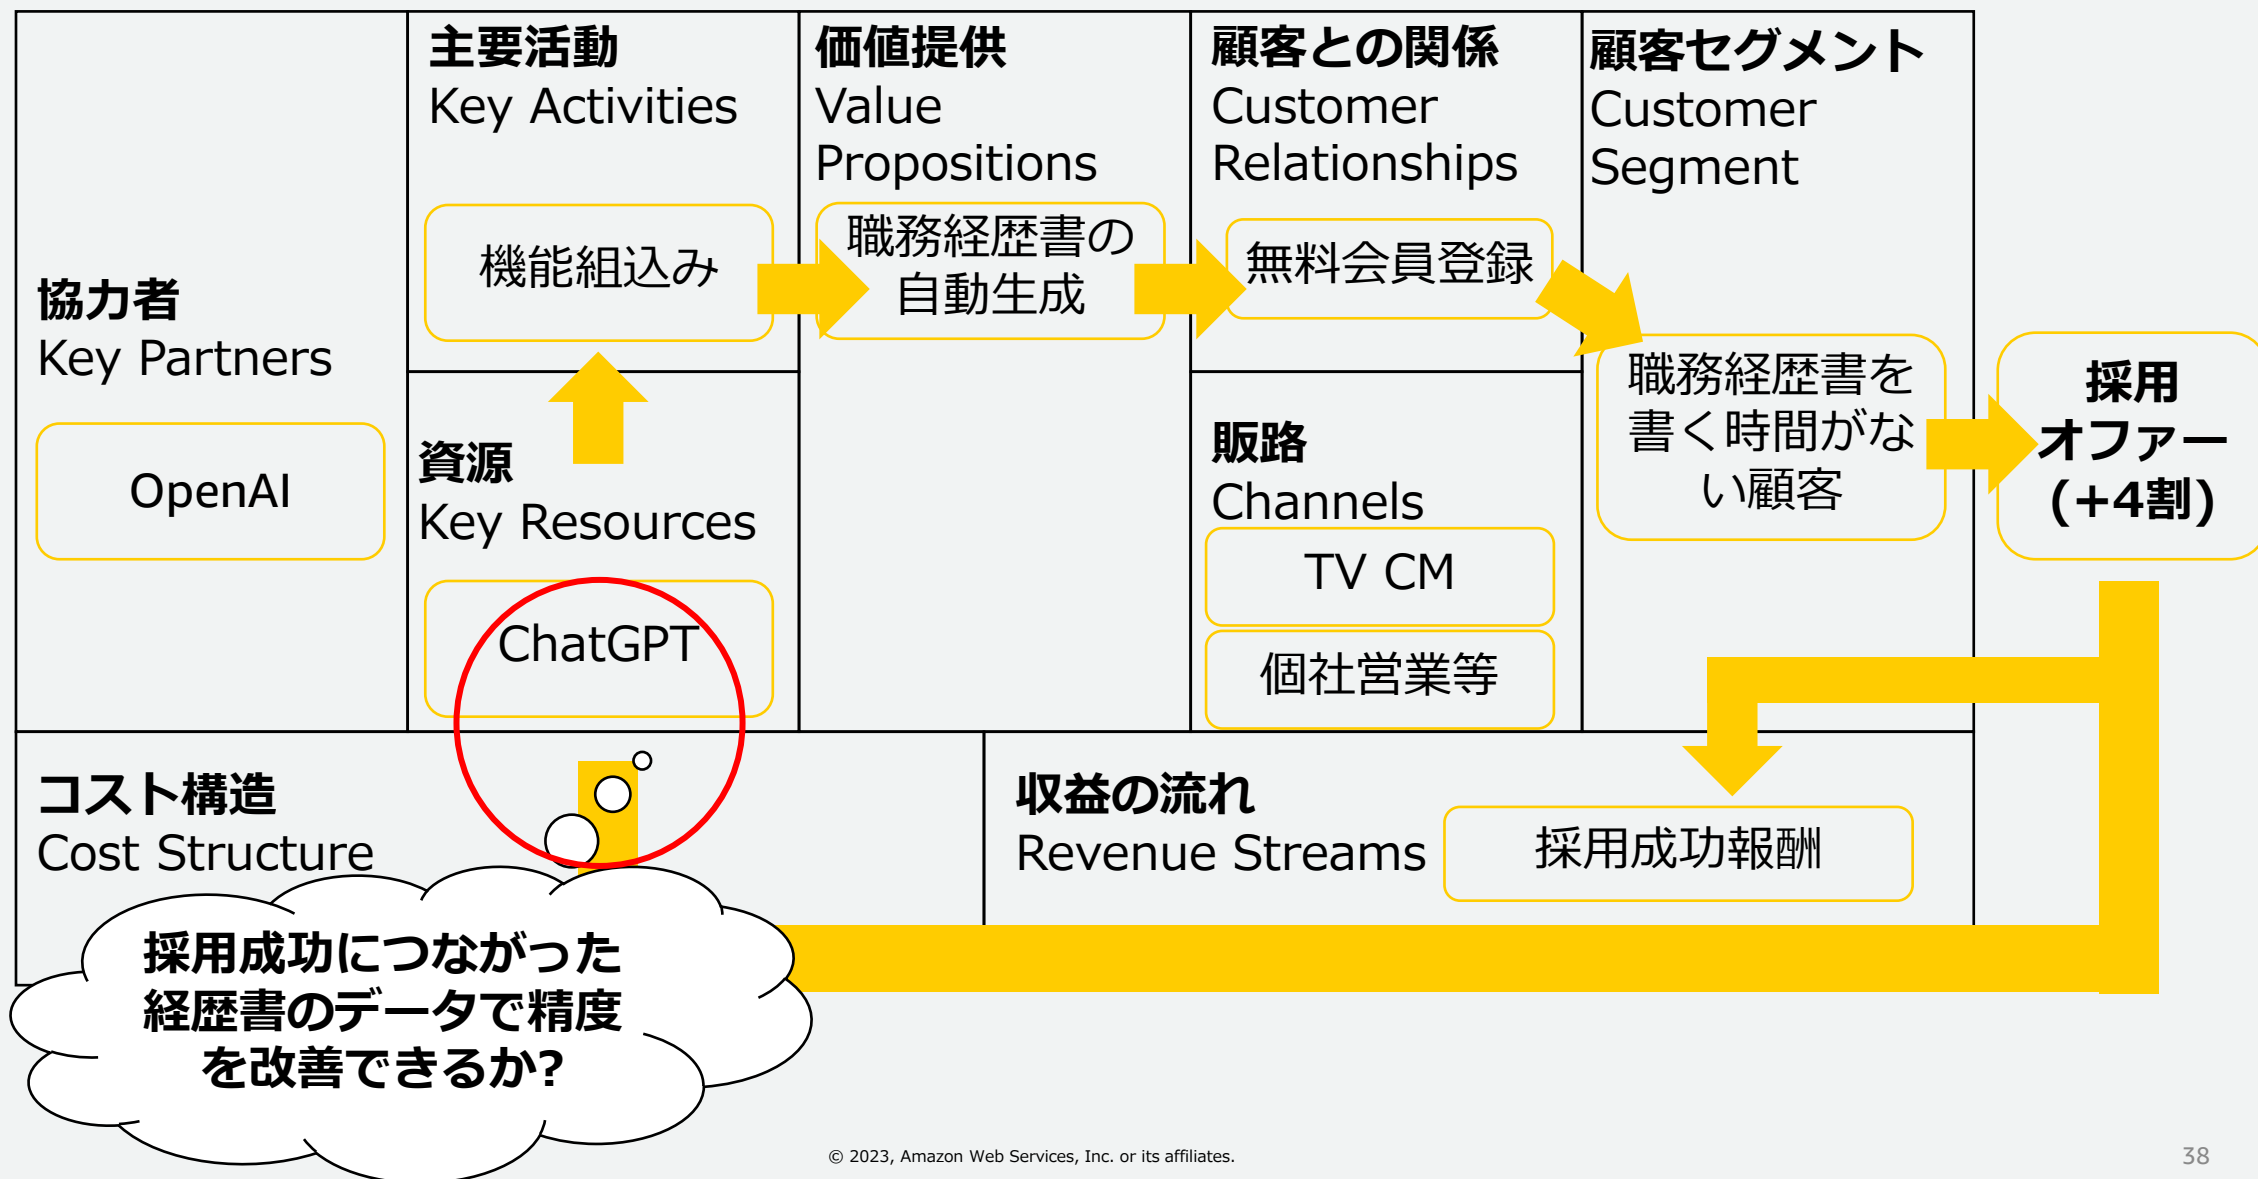 協力者
Key Partners
OpenAI
主要活動
Key Activities
機能組込み
資源
Key Resources
ChatGPT
価値提供
Value
Propositions
職務経歴書の
自動生成
顧客との関係
Customer
Relationships
無料会員登録
販路
Channels
TV CM
個社営業等
顧客セグメント
Customer
Segment
職務経歴書を
書く時間がな
い顧客
採用
オファー
(+4割)
コスト構造
Cost Structure
採用成功につながった
経歴書のデータで精度
を改善できるか?
収益の流れ
Revenue Streams
採用成功報酬
© 2023, Amazon Web Services, Inc. or its affiliates.
38